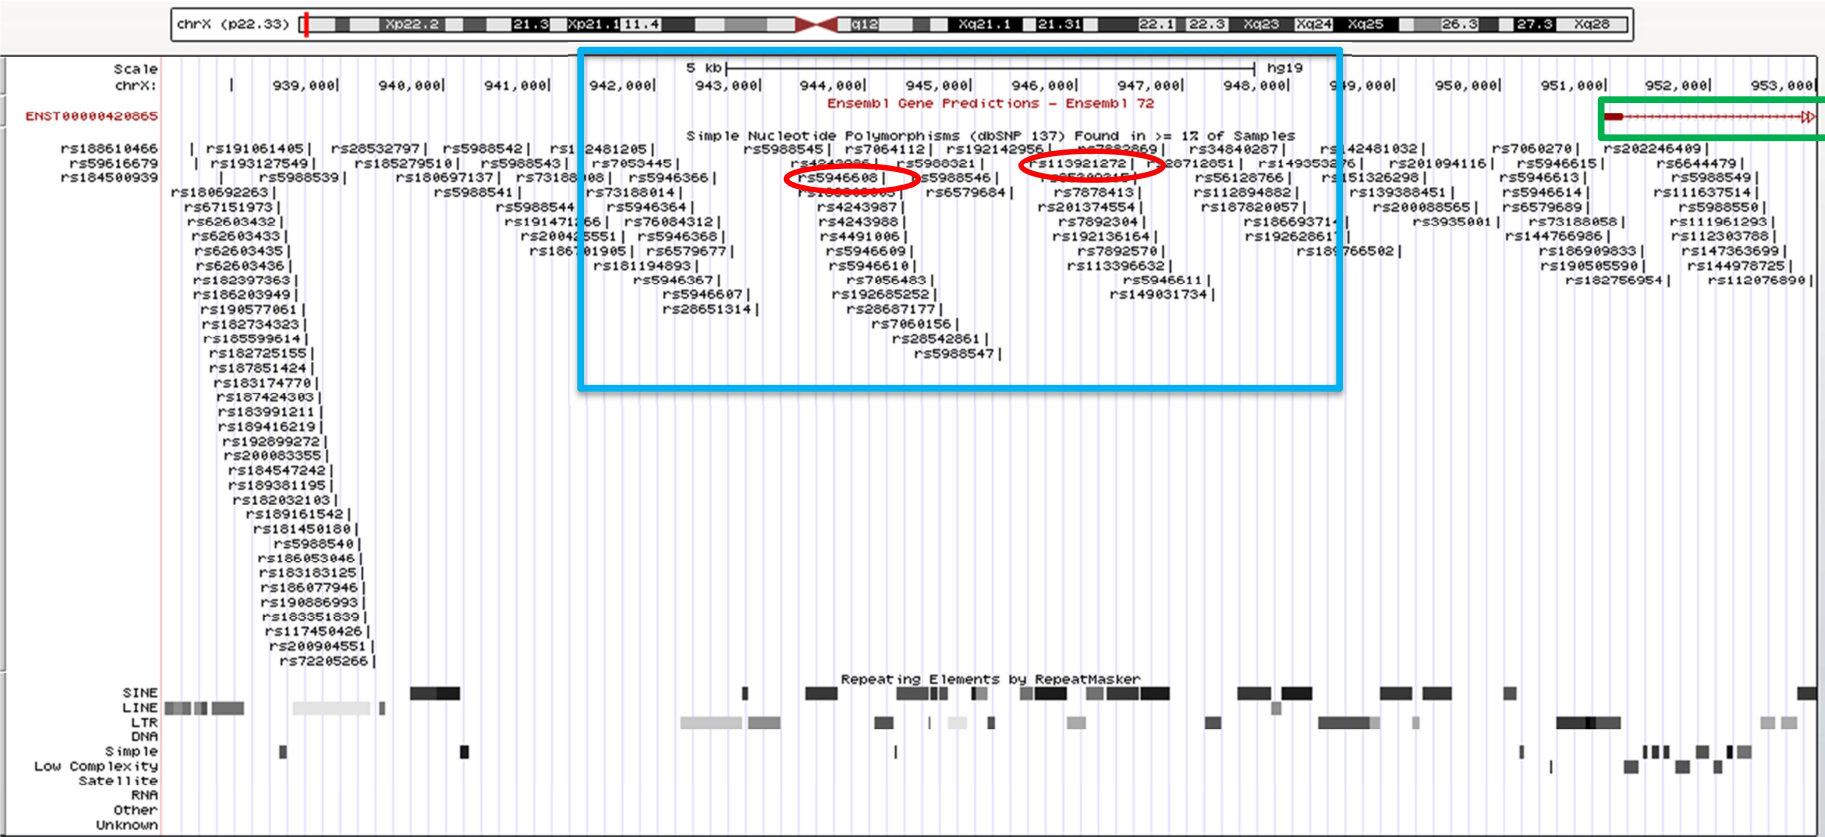 chrX (p22.33) Xp22.2 21.3 Xp21.1 11.4 q12 Xq21.1 21.31 22.1 22.3 Xq23 Xq24 Xq25 26.3 27.3 Xq28
Scale 5 kb hg19
chrX: 939,000 940,000 941,000 942,000 943,000 944,000 945,000 946,000 947,000 948,000 949,000 950,000 951,000 952,000 953,000
Ensembl Gene Predictions - Ensembl 72
ENST00000420865
Simple Nucleotide Polymorphisms (dbSNP 137) Found in >= 1% of Samples
rs188610466 rs191061405 rs28532797 rs5988542 rs5988545 rs7064112 rs192142956 rs34840287 rs7060270 rs202246409
rs59616679 rs193127549 rs185279510 rs5988543 rs7053445 rs5988321 rs113921272 rs201094116 rs5946615 rs6644479
rs184500939 rs5988539 rs180697137 rs5946366 rs5946608 rs5988546 rs56128766 rs151326298 rs5946613 rs5988549
rs180692263 rs5988541 rs73188014 rs6579684 rs7878413 rs112894882 rs139388451 rs6579614 rs111637514
rs67151973 rs5988544 rs5946364 rs4243987 rs201374554 rs187820057 rs200088565 rs6579689 rs5988550
rs62603432 rs76084312 rs4243988 rs7892304 rs186693714 rs3935001 rs73188058 rs111961293
rs62603433 rs5946368 rs4491006 rs192136164 rs192628617 rs144766986 rs112303788
rs62603435 rs6579677 rs5946609 rs7892570 rs186909833 rs147363699
rs62603436 rs181194893 rs5946610 rs113396632 rs190505590 rs144978725
rs182397363 rs5946367 rs7056483 rs5946611 rs182756954 rs112076890
rs186203949 rs5946607 rs192685252 rs149031734
rs190577061 rs28651314 rs28687177
rs182734323 rs7060156
rs185599614 rs28542861
rs182725155 rs5988547
rs187851424
rs183174770
rs187424303
rs183991211
rs189416219
rs192899272
rs200083355
rs184547242
rs189381195
rs182032103
rs189161542
rs181450180
rs5988540
rs186053046
rs183183125
rs186077946
rs190886993
rs183351839
rs117450426
rs200904551
rs72205266
Repeating Elements by RepeatMasker
SINE
LINE
LTR
DNA
Simple
Low Complexity
Satellite
RNA
Other
Unknown